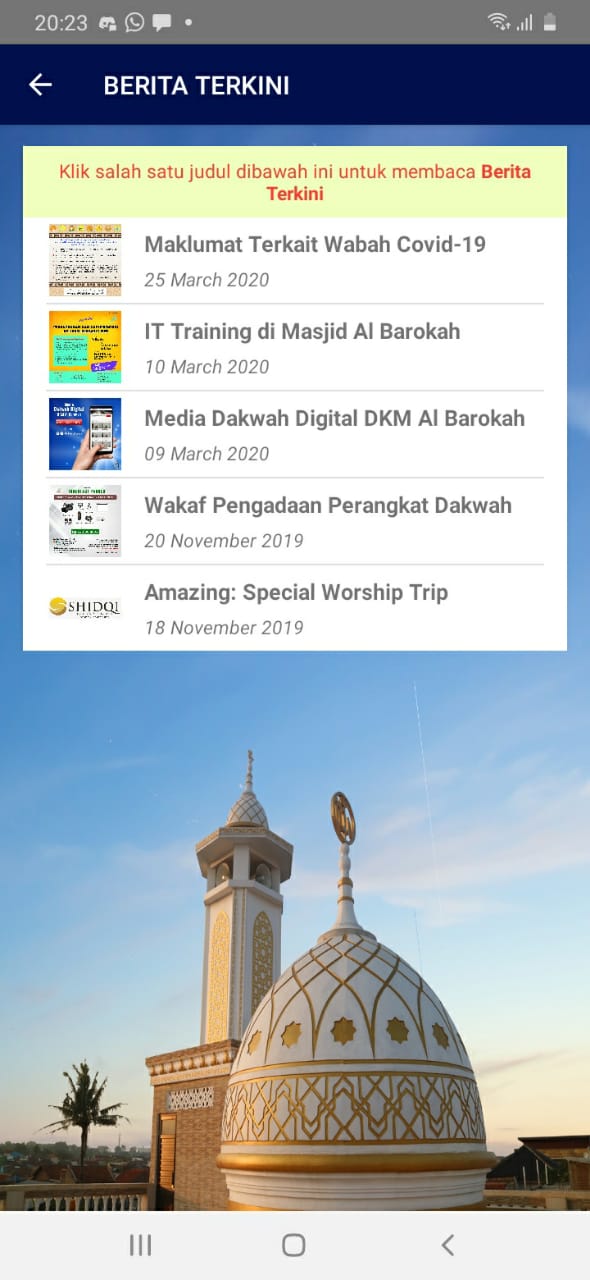 20:23
BERITA TERKINI
Klik salah satu judul dibawah ini untuk membaca Berita
Terkini
Maklumat Terkait Wabah Covid-19
25 March 2020
IT Training di Masjid Al Barokah
10 March 2020
Media Dakwah Digital DKM Al Barokah
09 March 2020
Wakaf Pengadaan Perangkat Dakwah
20 November 2019
SHIDQI
Amazing: Special Worship Trip
18 November 2019